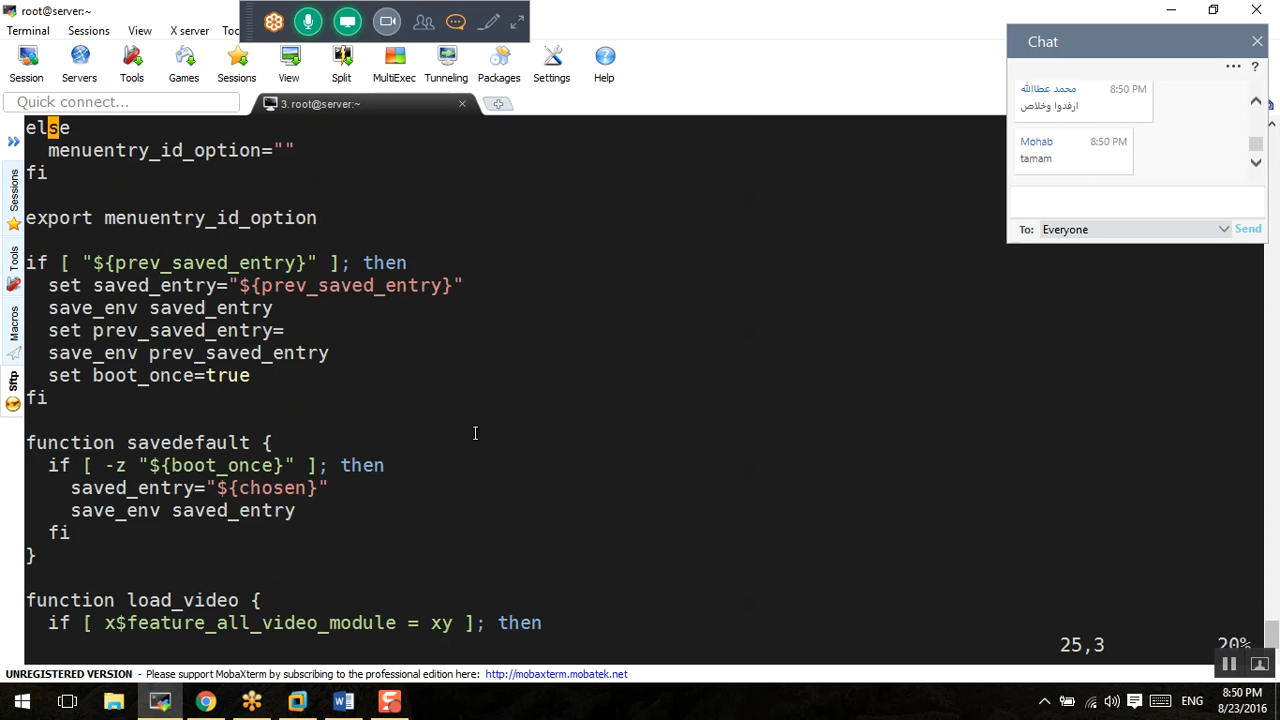 root@server:~
Terminal Sessions View X server
Session Servers Tools Games Sessions View Split MultiExec Tunneling Packages Settings Help
Quick connect...
3. root@server:~
Sessions
Tools
Macros
Sftp
else
menuentry_id_option=""
fi
export menuentry_id_option
if [ "${prev_saved_entry}" ]; then
set saved_entry="${prev_saved_entry}"
save_env saved_entry
set prev_saved_entry=
save_env prev_saved_entry
set boot_once=true
fi
function savedefault {
if [ -z "${boot_once}" ]; then
saved_entry="${chosen}"
save_env saved_entry
fi
}
function load_video {
if [ x$feature_all_video_module = xy ]; then
25,3 20%
Chat
محمد عطاالله 8:50 PM
ارفدوا وخلاص
Mohab 8:50 PM
tamam
To: Everyone Send
UNREGISTERED VERSION - Please support MobaXterm by subscribing to the professional edition here: http://mobaxterm.mobatek.net
ENG
8:50 PM
8/23/2016